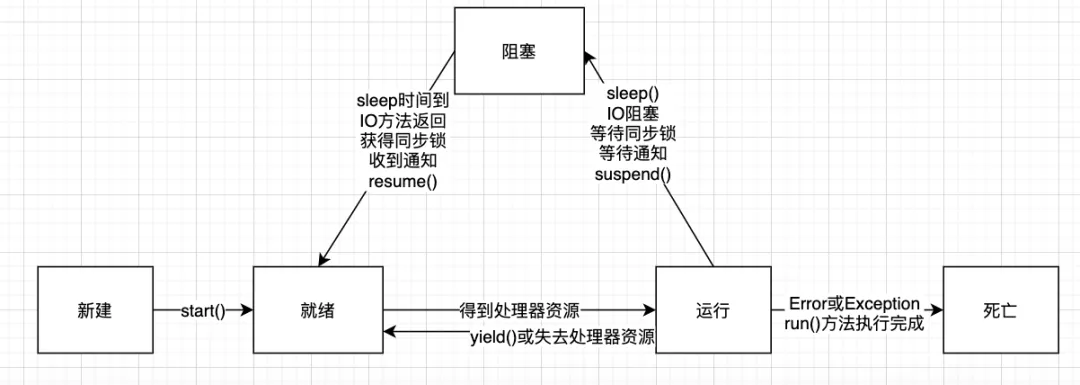 阻塞
sleep时间到
IO方法返回
获得同步锁
收到通知
resume()
sleep()
IO阻塞
等待同步锁
等待通知
suspend()
新建
start()
就绪
得到处理器资源
yield()或失去处理器资源
运行
Error或Exception
run()方法执行完成
死亡